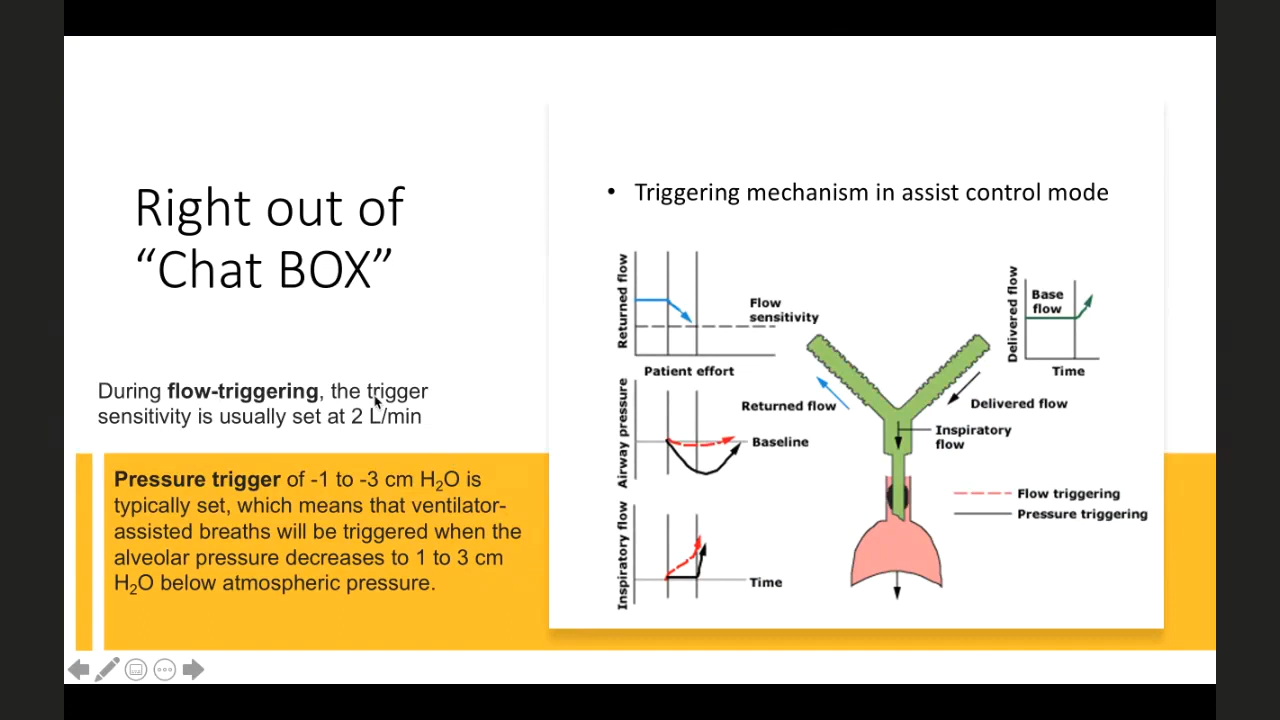 Right out of
“Chat BOX”
During flow-triggering, the trigger
sensitivity is usually set at 2 L/min
Pressure trigger of -1 to -3 cm H₂O is
typically set, which means that ventilator-
assisted breaths will be triggered when the
alveolar pressure decreases to 1 to 3 cm
H₂O below atmospheric pressure.
• Triggering mechanism in assist control mode
Returned flow
Flow
sensitivity
Patient effort
Airway pressure
Baseline
Inspiratory flow
Time
Delivered flow
Base
flow
Time
Returned flow
Delivered flow
Inspiratory
flow
Flow triggering
Pressure triggering